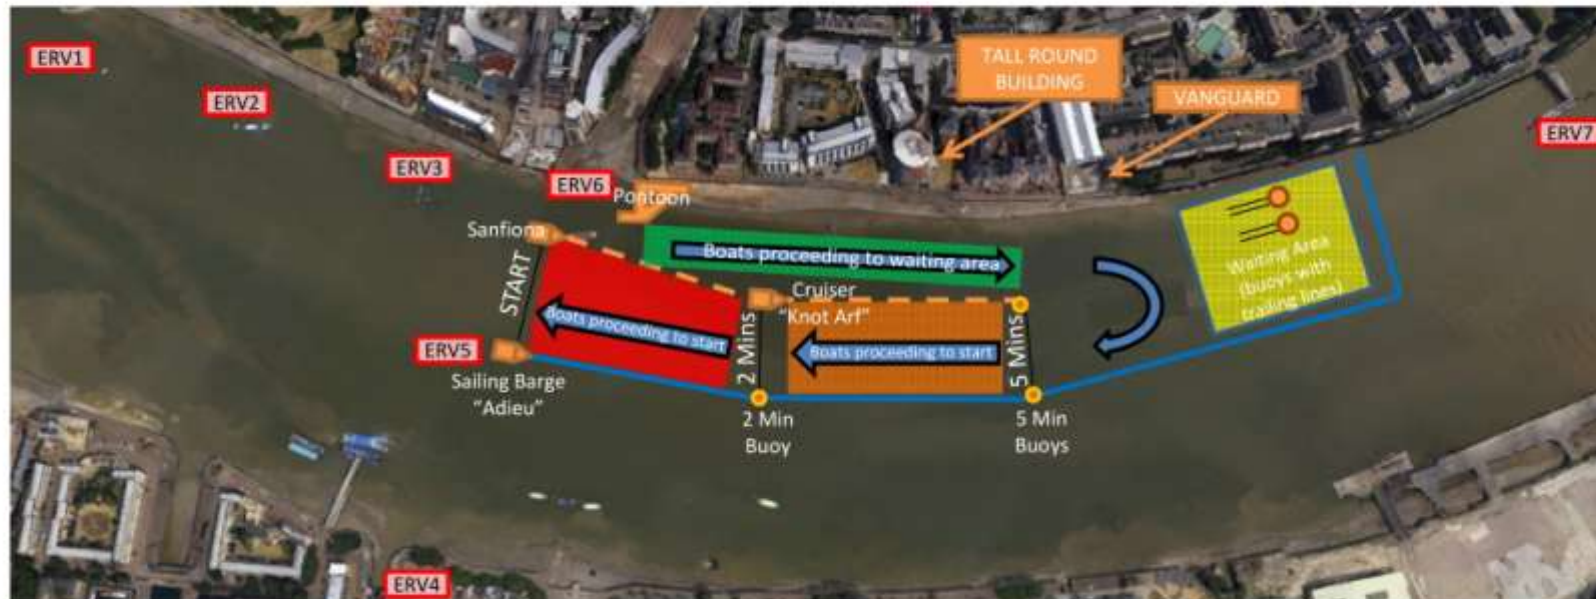 ERV1
ERV2
ERV3
ERV6
Pontoon
Sanfiona
TALL ROUND
BUILDING
VANGUARD
ERV7
Boats proceeding to waiting area
Waiting Area
(buoys with
trailing lines)
START
Boats proceeding to start
2 Mins
Cruiser
"Knot Arf"
Boats proceeding to start
5 Mins
ERV5
Sailing Barge
"Adieu"
2 Min
Buoy
5 Min
Buoys
ERV4